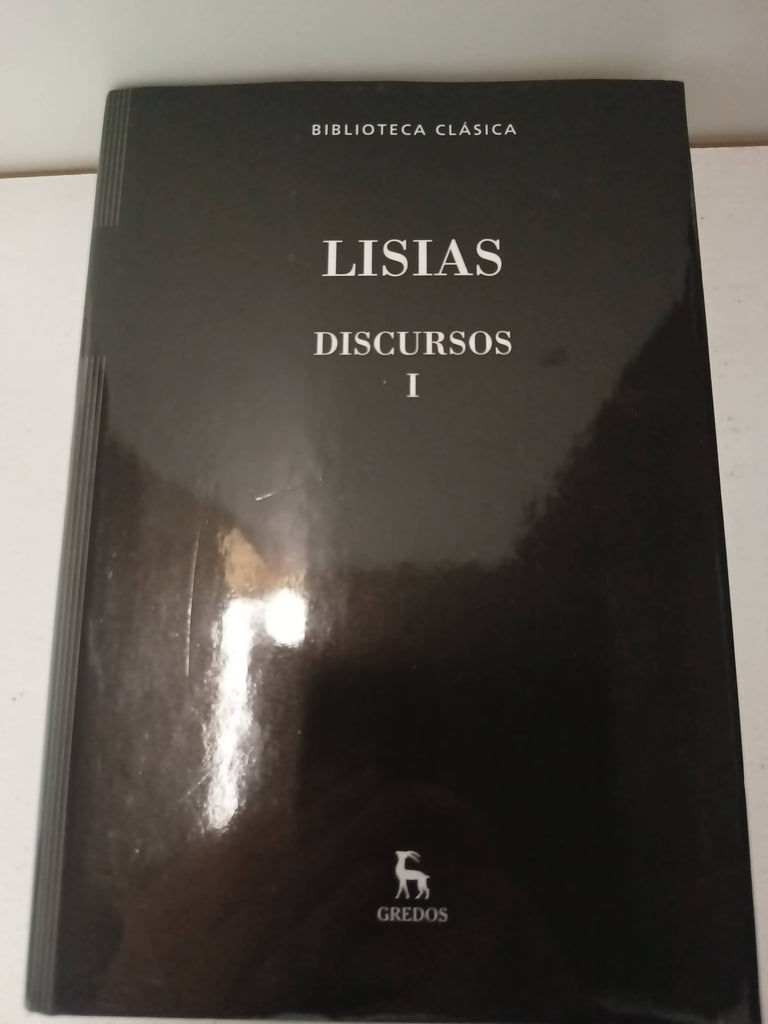 BIBLIOTECA CLÁSICA
LISIAS
DISCURSOS
I
GREDOS